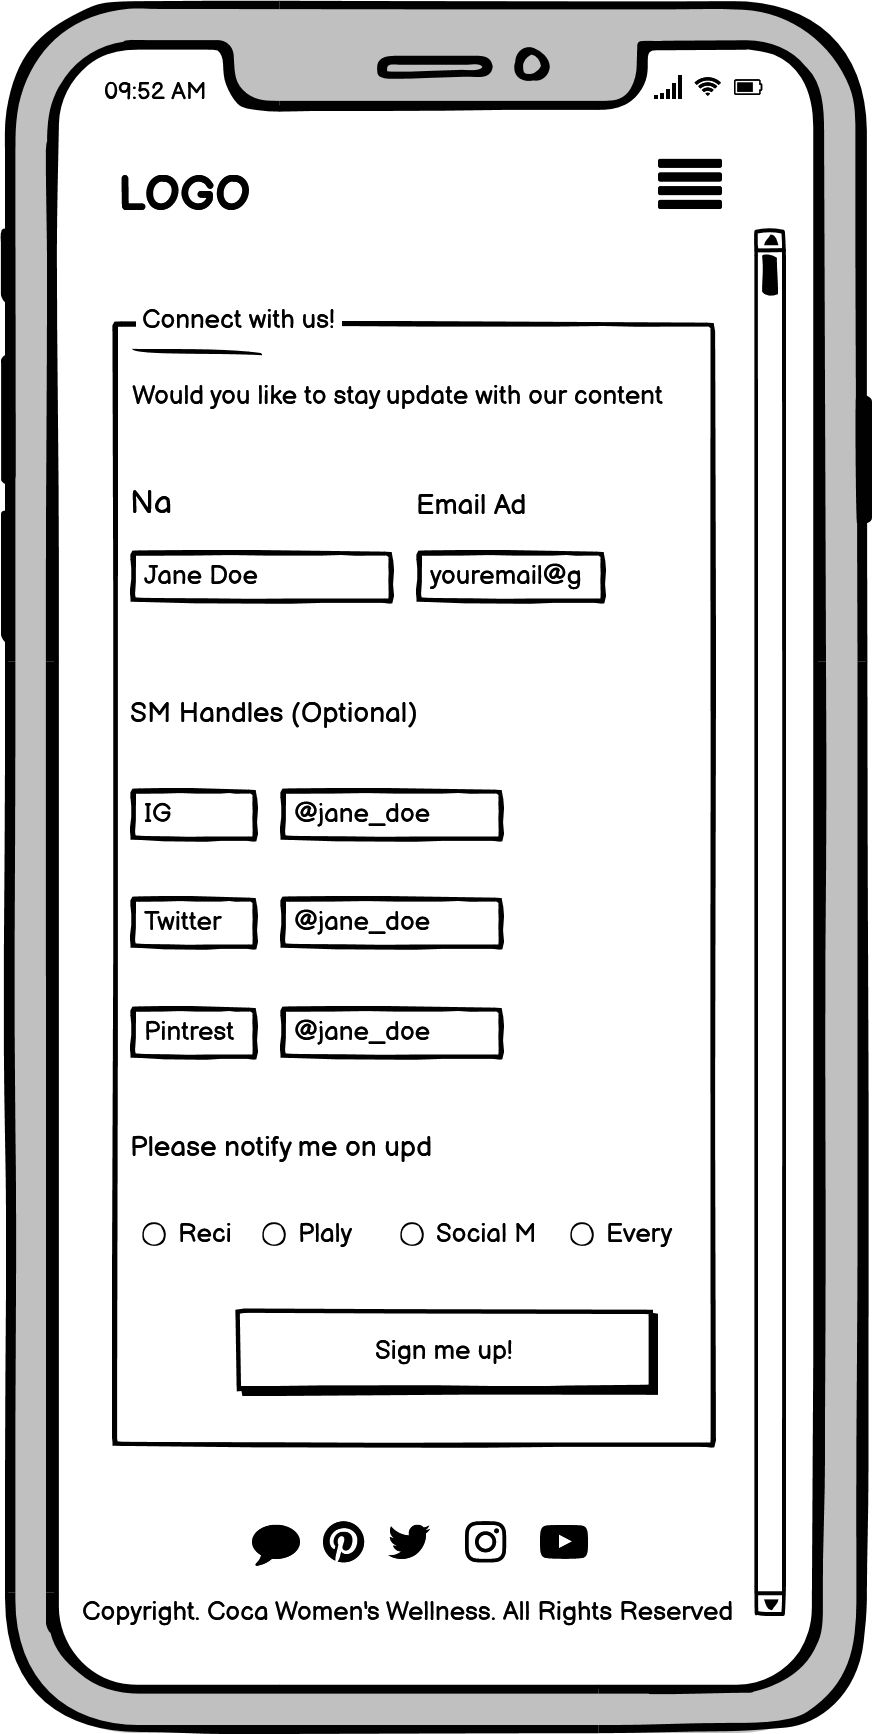 09:52 AM
LOGO
Connect with us!
Would you like to stay update with our content
Na Email Ad
Jane Doe youremail@g
SM Handles (Optional)
IG @jane_doe
Twitter @jane_doe
Pintrest @jane_doe
Please notify me on upd
Reci Plaly Social M Every
Sign me up!
Copyright. Coca Women's Wellness. All Rights Reserved